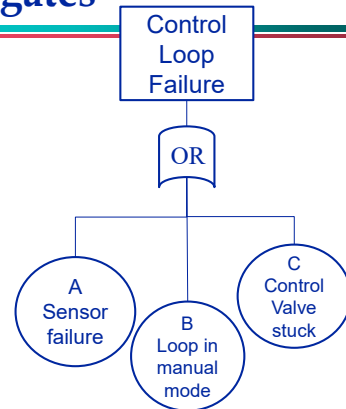 gates
Control
Loop
Failure
OR
A
Sensor
failure
B
Loop in
manual
mode
C
Control
Valve
stuck